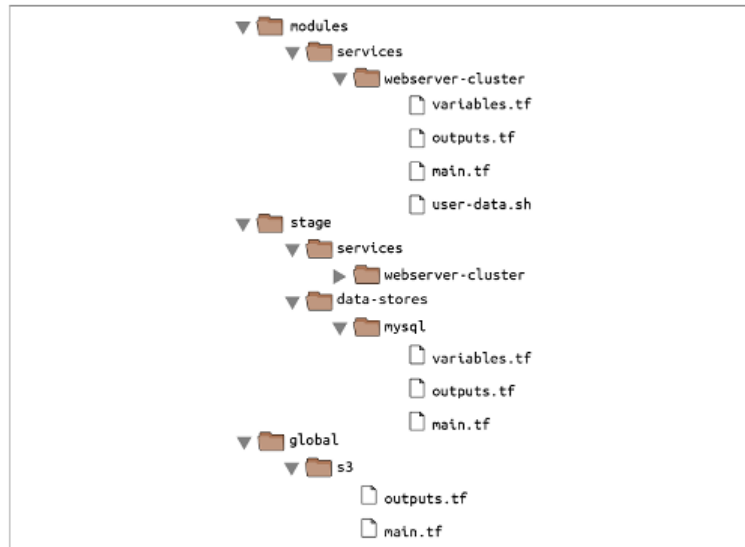 modules
services
webserver-cluster
variables.tf
outputs.tf
main.tf
user-data.sh
stage
services
webserver-cluster
data-stores
mysql
variables.tf
outputs.tf
main.tf
global
s3
outputs.tf
main.tf